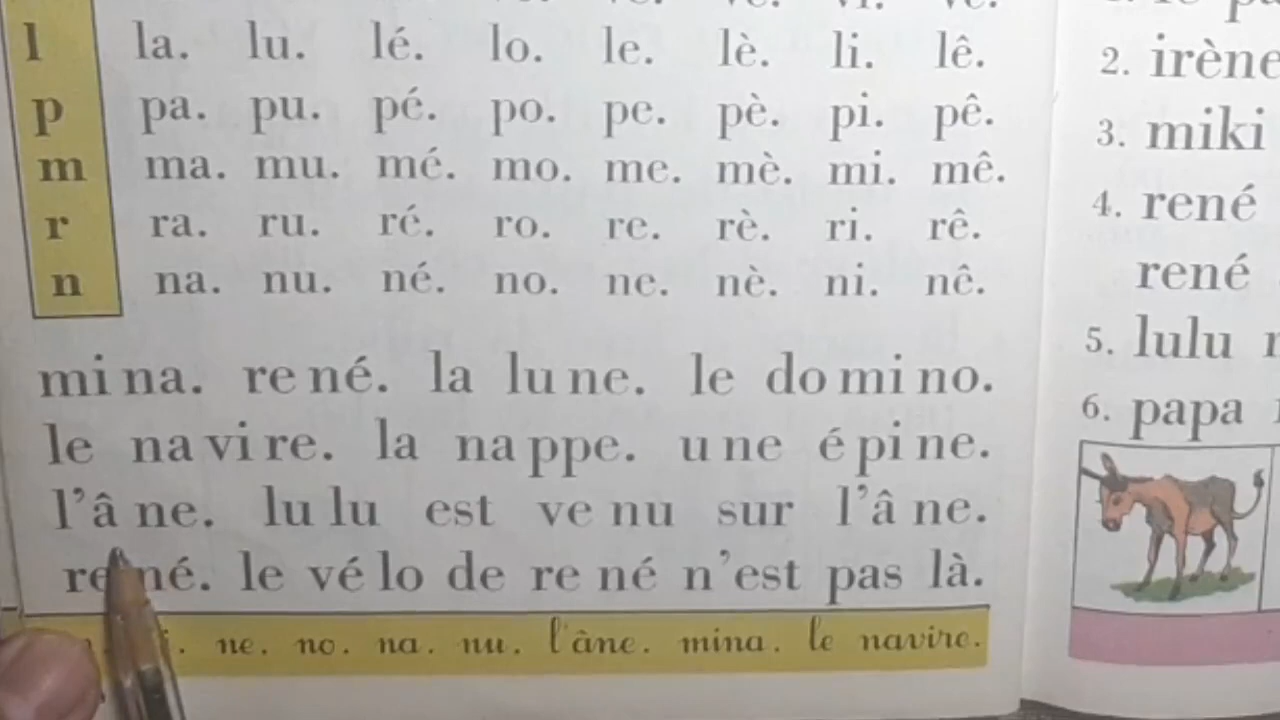 l la. lu. lé. lo. le. lè. li. lê.
p pa. pu. pé. po. pe. pè. pi. pê.
m ma. mu. mé. mo. me. mè. mi. mê.
r ra. ru. ré. ro. re. rè. ri. rê.
n na. nu. né. no. ne. nè. ni. nê.
mi na. re né. la lu ne. le do mi no.
le na vi re. la na ppe. u ne é pi ne.
l'â ne. lu lu est ve nu sur l'â ne.
re né. le vé lo de re né n'est pas là.
ne. no. na. nu. l'âne. mina. le navire.
2. irène
3. miki
4. rené
rené
5. lulu
6. papa